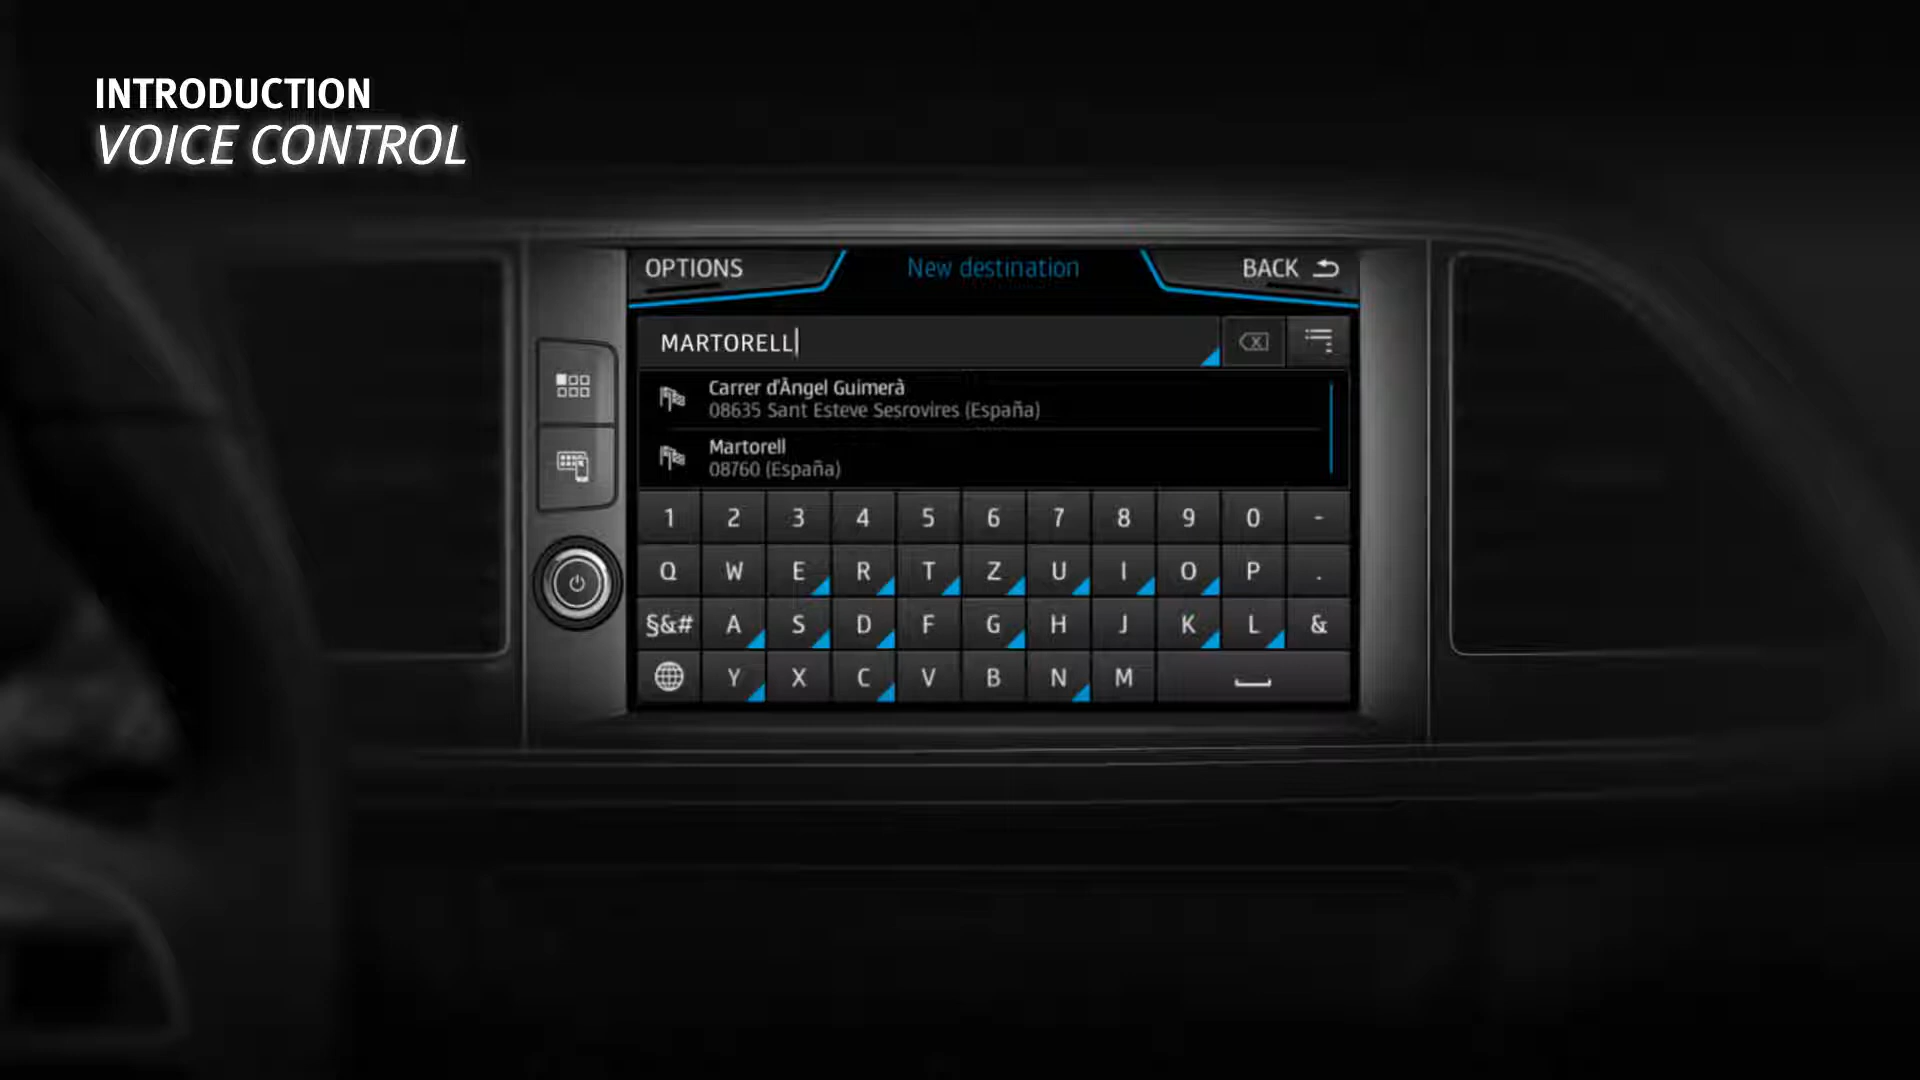 INTRODUCTION
VOICE CONTROL
OPTIONS
New destination
BACK
MARTORELL
Carrer d'Àngel Guimerà
08635 Sant Esteve Sesrovires (España)
Martorell
08760 (España)
1 2 3 4 5 6 7 8 9 0 -
Q W E R T Z U I O P .
§&# A S D F G H J K L &
Y X C V B N M